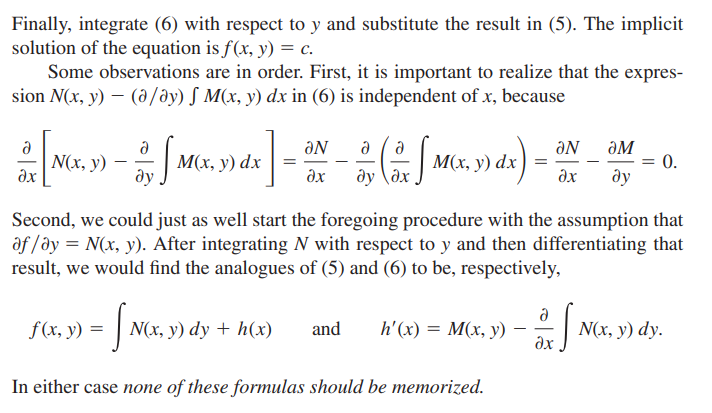 Finally, integrate (6) with respect to y and substitute the result in (5). The implicit
solution of the equation is f(x, y) = c.
Some observations are in order. First, it is important to realize that the expres-
sion N(x, y) − (∂/∂y) ∫ M(x, y) dx in (6) is independent of x, because
∂/∂x [N(x, y) − ∂/∂y ∫ M(x, y) dx] = ∂N/∂x − ∂/∂y (∂/∂x ∫ M(x, y) dx) = ∂N/∂x − ∂M/∂y = 0.
Second, we could just as well start the foregoing procedure with the assumption that
∂f/∂y = N(x, y). After integrating N with respect to y and then differentiating that
result, we would find the analogues of (5) and (6) to be, respectively,
f(x, y) = ∫ N(x, y) dy + h(x) and h′(x) = M(x, y) − ∂/∂x ∫ N(x, y) dy.
In either case none of these formulas should be memorized.